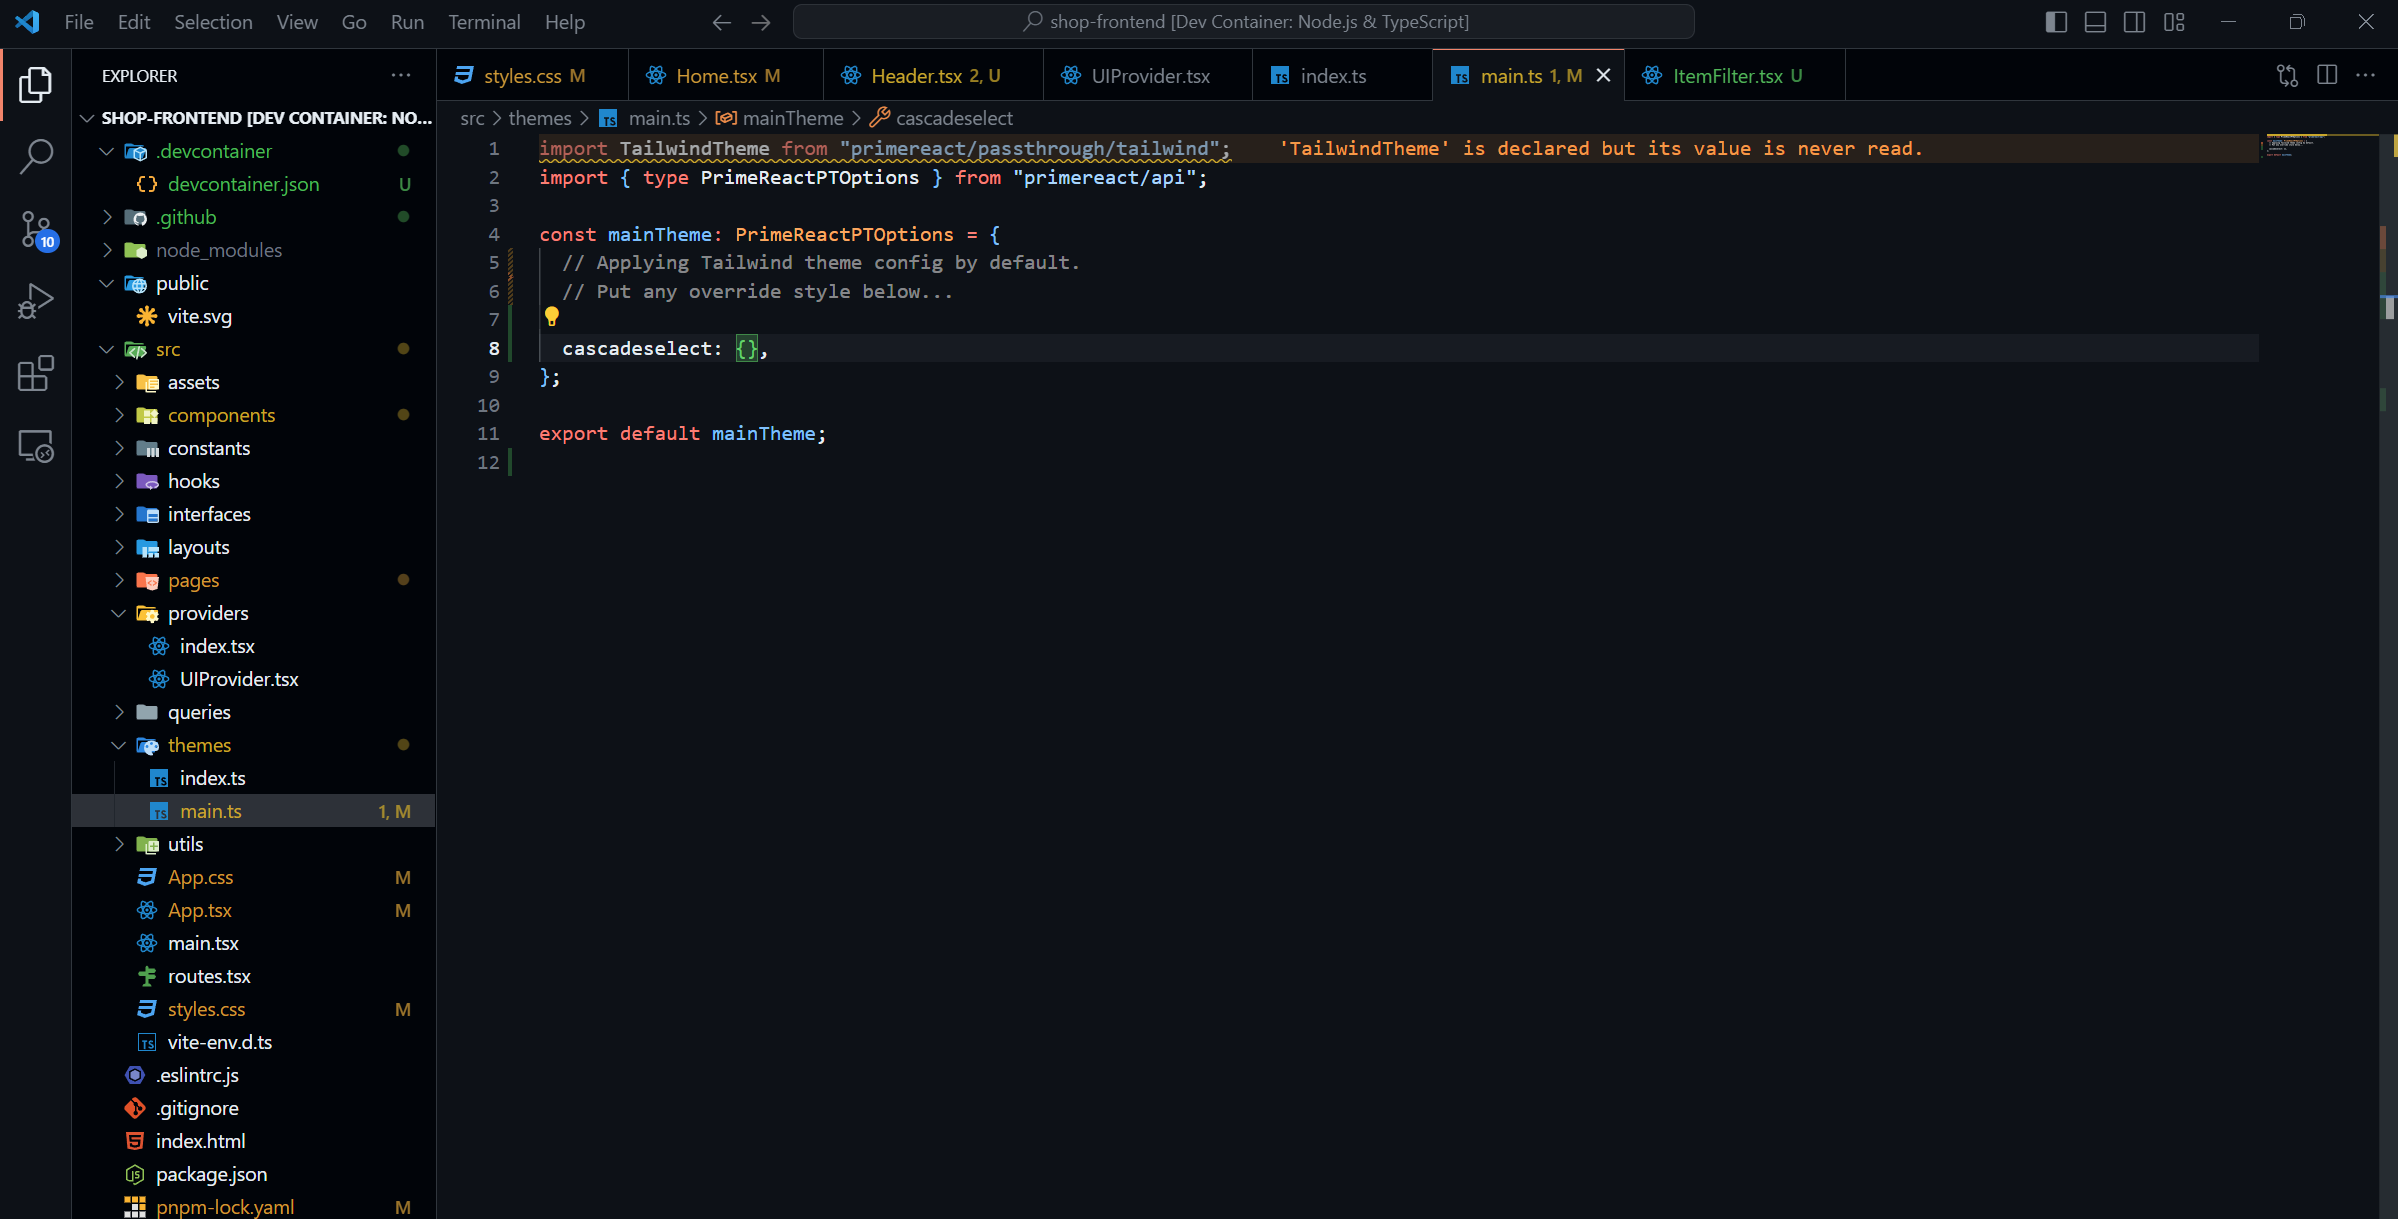 File Edit Selection View Go Run Terminal Help
shop-frontend [Dev Container: Node.js & TypeScript]
EXPLORER
SHOP-FRONTEND [DEV CONTAINER: NO...
.devcontainer
devcontainer.json U
.github
node_modules
public
vite.svg
src
assets
components
constants
hooks
interfaces
layouts
pages
providers
index.tsx
UIProvider.tsx
queries
themes
index.ts
main.ts 1, M
utils
App.css M
App.tsx M
main.tsx
routes.tsx
styles.css M
vite-env.d.ts
.eslintrc.js
.gitignore
index.html
package.json
pnpm-lock.yaml M
10
styles.css M Home.tsx M Header.tsx 2, U UIProvider.tsx index.ts main.ts 1, M ItemFilter.tsx U
src > themes > main.ts > mainTheme > cascadeselect
1 import TailwindTheme from "primereact/passthrough/tailwind"; 'TailwindTheme' is declared but its value is never read.
2 import { type PrimeReactPTOptions } from "primereact/api";
3
4 const mainTheme: PrimeReactPTOptions = {
5 // Applying Tailwind theme config by default.
6 // Put any override style below...
7
8 cascadeselect: {},
9 };
10
11 export default mainTheme;
12